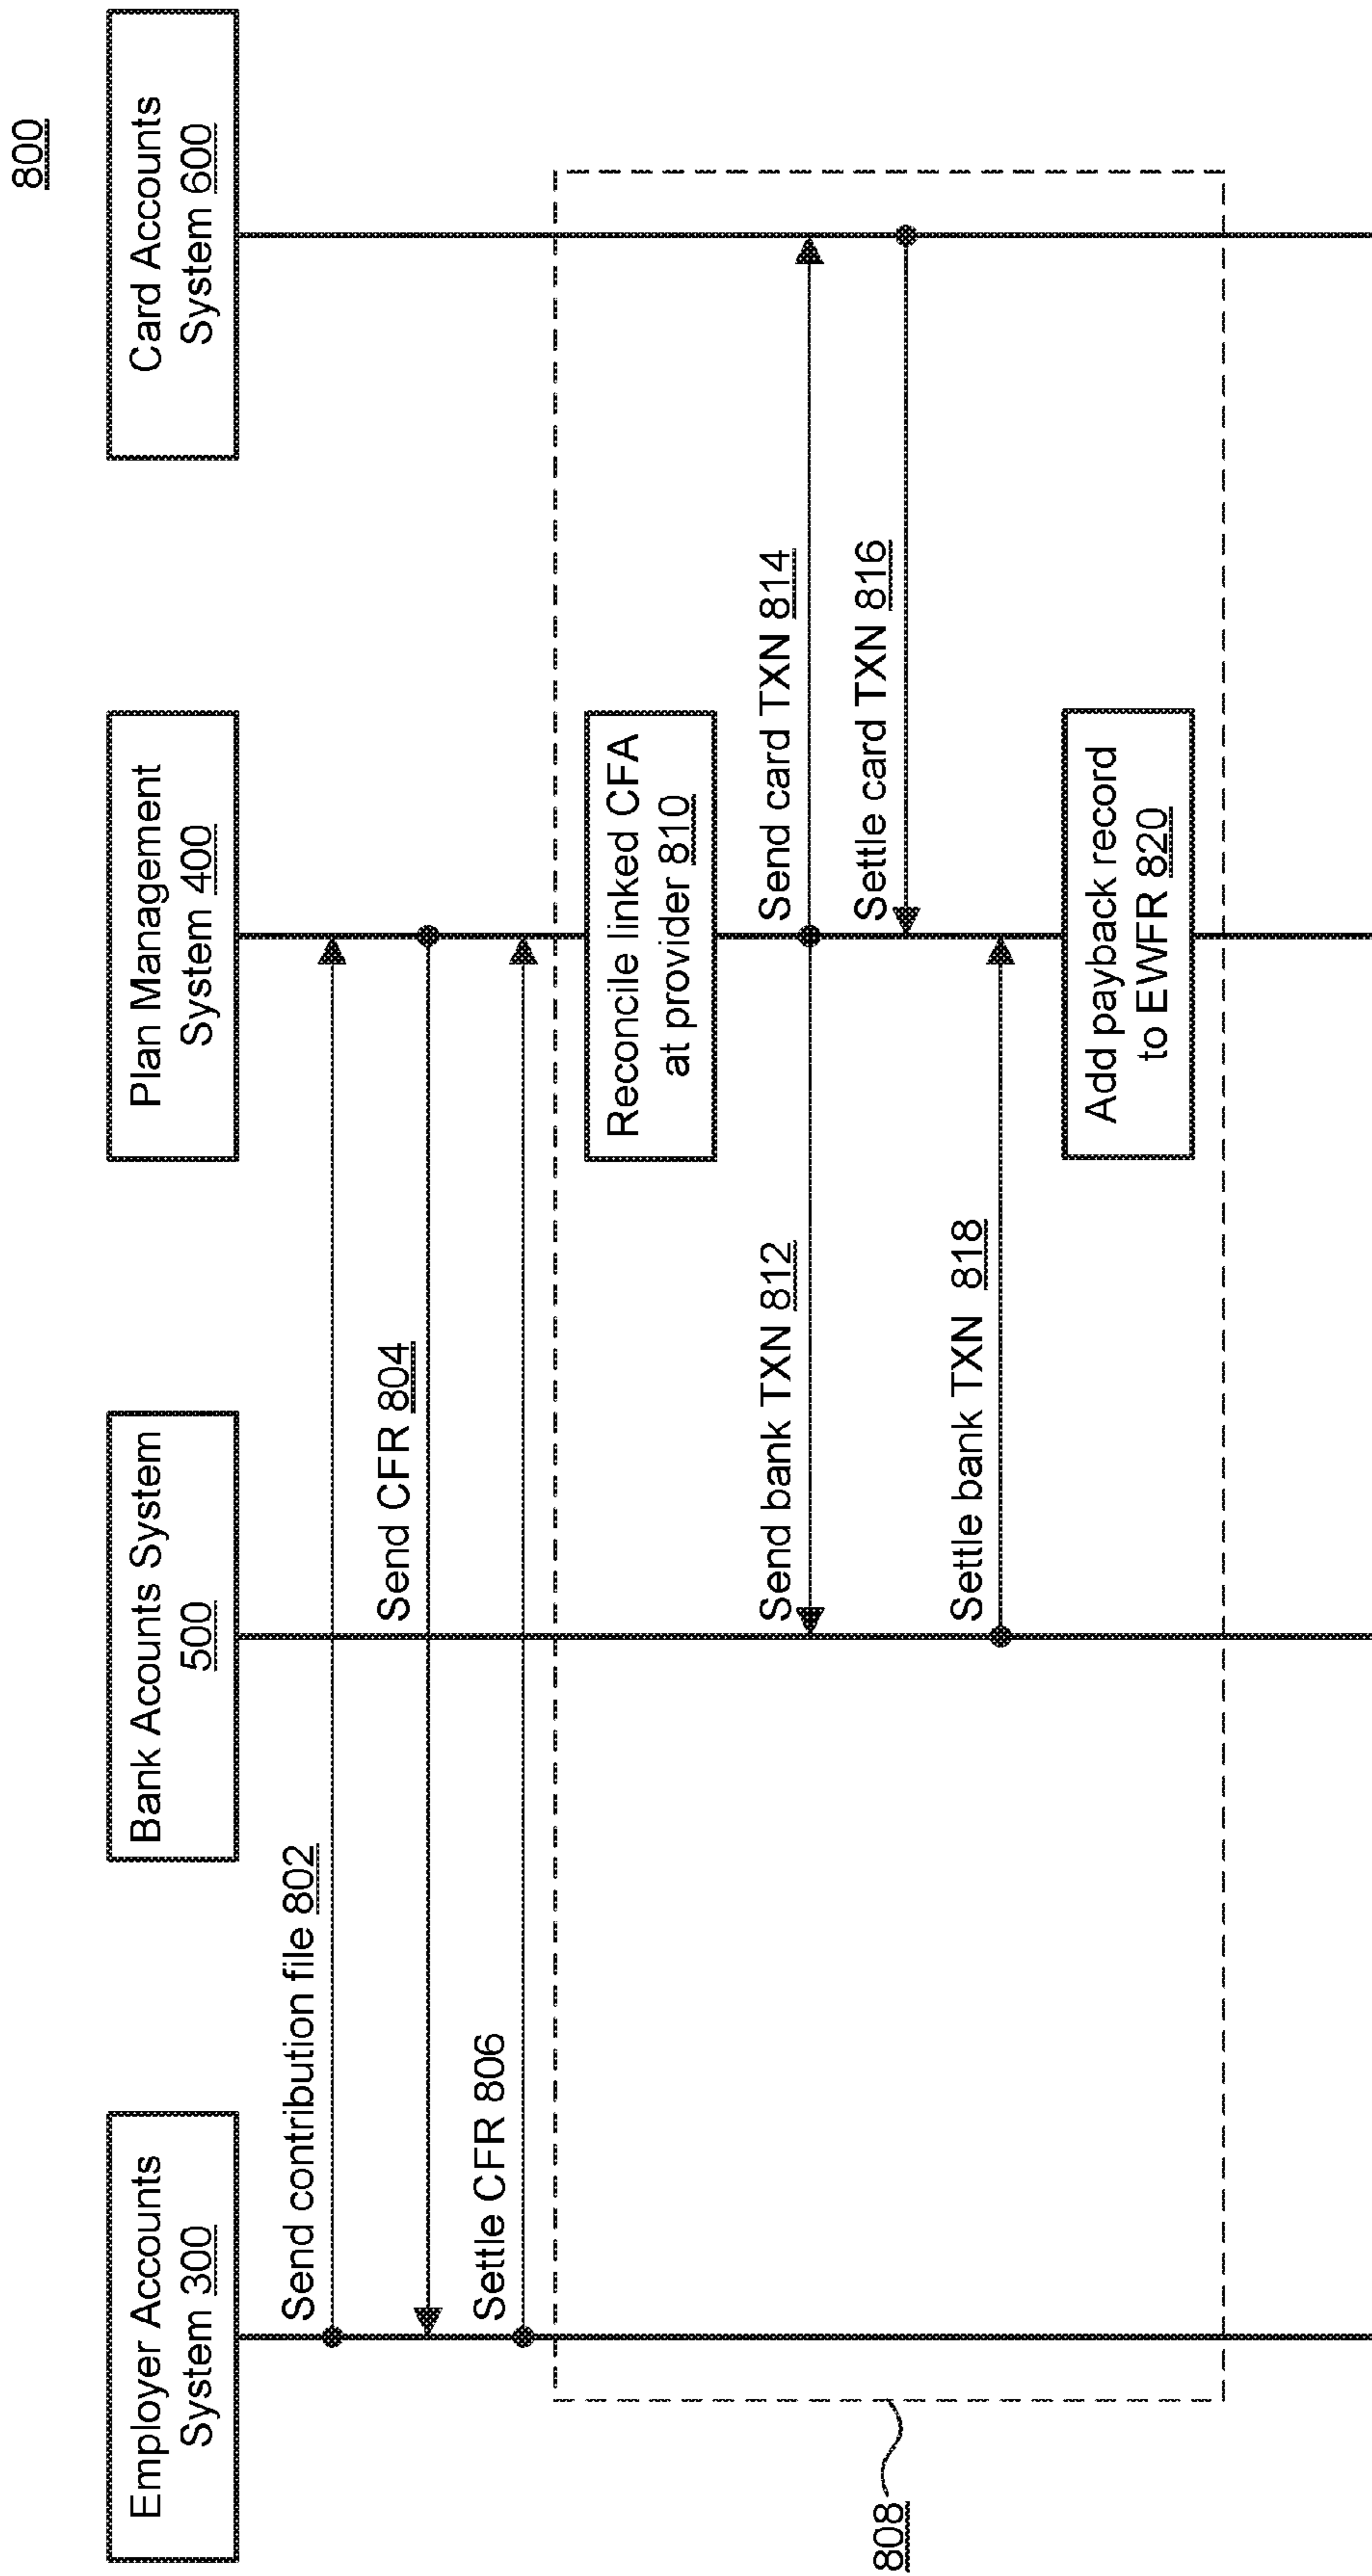 800
Employer Accounts
System 300
Bank Acounts System
500
Plan Management
System 400
Card Accounts
System 600
Send contribution file 802
Send CFR 804
Settle CFR 806
808
Reconcile linked CFA
at provider 810
Send bank TXN 812
Send card TXN 814
Settle card TXN 816
Settle bank TXN 818
Add payback record
to EWFR 820